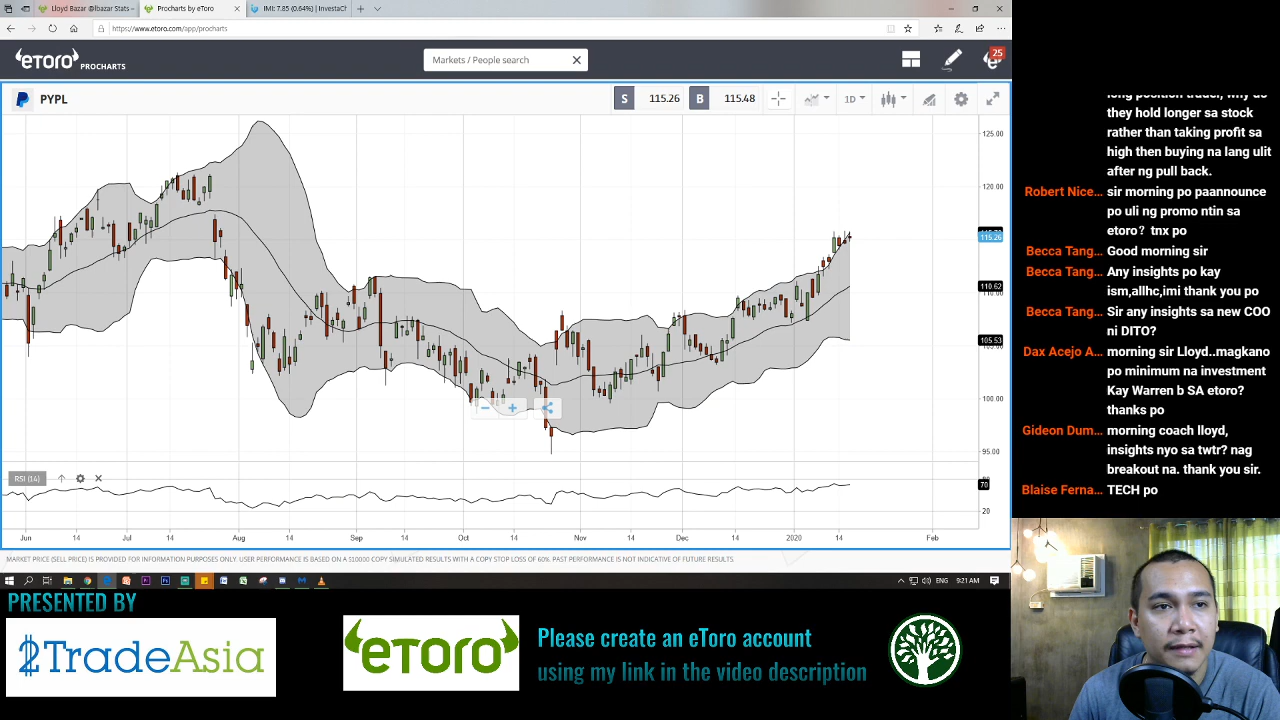 Lloyd Bazar @lbazar Stats -
Procharts by eToro
IMI: 7.85 (0.64%) | InvestaCh
https://www.etoro.com/app/procharts
eToro PROCHARTS
Markets / People search
25
PYPL
S 115.26 B 115.48
1D
125.00
120.00
115.26
110.62
110.00
105.53
105.00
100.00
95.00
RSI (14)
70
20
Jun 14 Jul 14 Aug 14 Sep 14 Oct 14 Nov 14 Dec 14 2020 14 Feb
MARKET PRICE (SELL PRICE) IS PROVIDED FOR INFORMATION PURPOSES ONLY. USER PERFORMANCE IS BASED ON A $10000 COPY SIMULATED RESULTS WITH A COPY STOP LOSS OF 60%. PAST PERFORMANCE IS NOT INDICATIVE OF FUTURE RESULTS
ENG 9:21 AM
PRESENTED BY
2TradeAsia
eToro
Please create an eToro account
using my link in the video description
long position trader, why do
they hold longer sa stock
rather than taking profit sa
high then buying na lang ulit
after ng pull back.
Robert Nice... sir morning po paannounce
po uli ng promo ntin sa
etoro? tnx po
Becca Tang... Good morning sir
Becca Tang... Any insights po kay
ism,allhc,imi thank you po
Becca Tang... Sir any insights sa new COO
ni DITO?
Dax Acejo A... morning sir Lloyd..magkano
po minimum na investment
Kay Warren b SA etoro?
thanks po
Gideon Dum... morning coach lloyd,
insights nyo sa twtr? nag
breakout na. thank you sir.
Blaise Ferna... TECH po